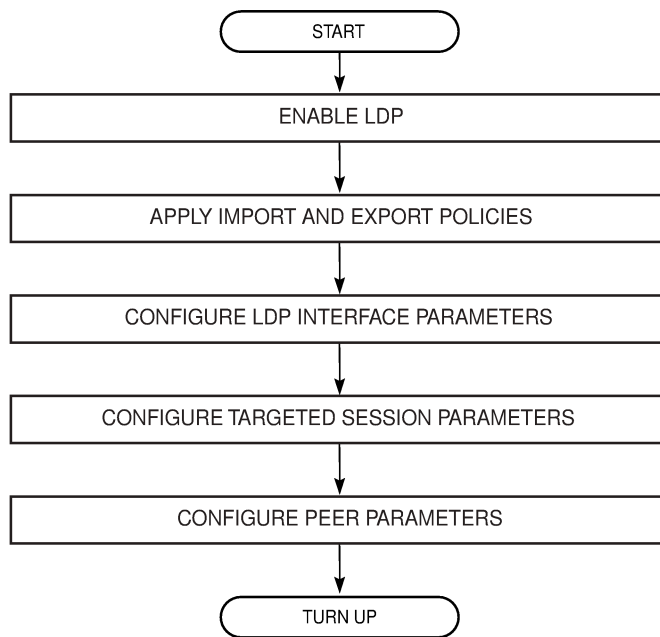 START
ENABLE LDP
APPLY IMPORT AND EXPORT POLICIES
CONFIGURE LDP INTERFACE PARAMETERS
CONFIGURE TARGETED SESSION PARAMETERS
CONFIGURE PEER PARAMETERS
TURN UP